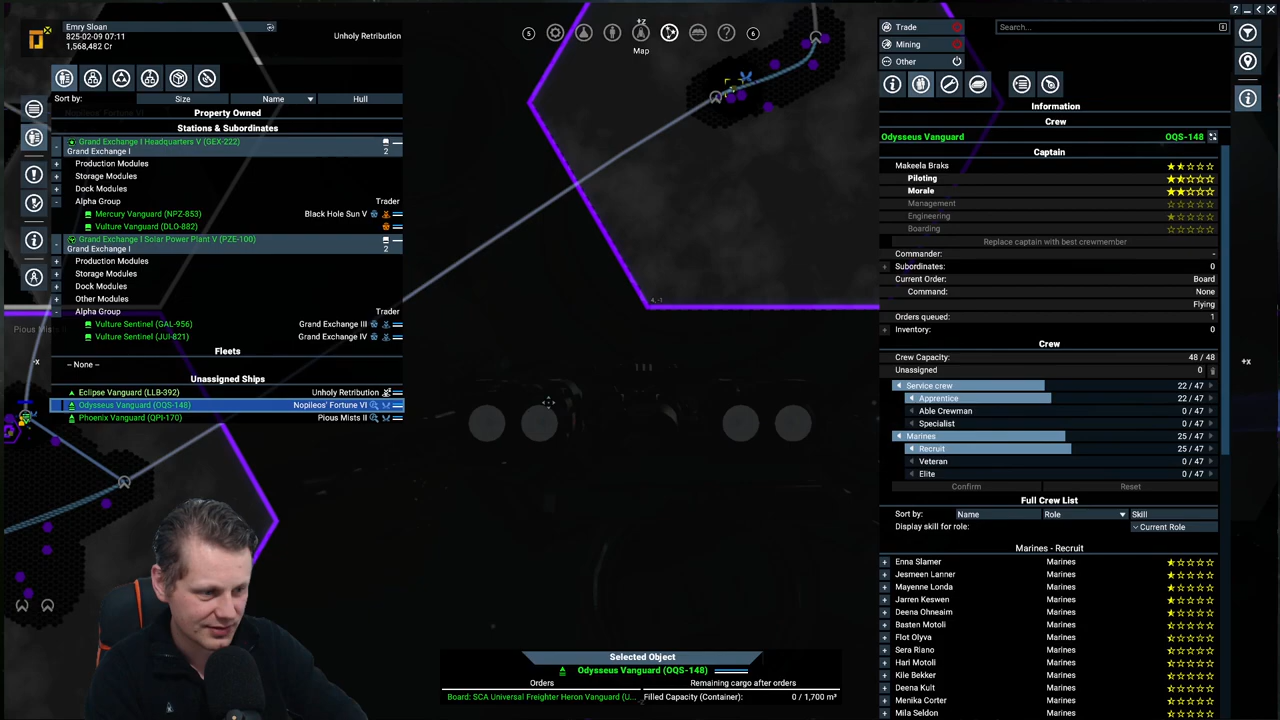 Emry Sloan
825-02-09 07:11
1,568,482 Cr
Unholy Retribution
Sort by: Size Name Hull
Property Owned
Stations & Subordinates
- Grand Exchange I Headquarters V (GEX-222)
Grand Exchange I 2
+ Production Modules
+ Storage Modules
+ Dock Modules
- Alpha Group Trader
Mercury Vanguard (NPZ-853) Black Hole Sun V
Vulture Vanguard (DLO-882)
- Grand Exchange I Solar Power Plant V (PZE-100)
Grand Exchange I 2
+ Production Modules
+ Storage Modules
+ Dock Modules
+ Other Modules
- Alpha Group Trader
Vulture Sentinel (GAL-956) Grand Exchange III
Vulture Sentinel (JUI-821) Grand Exchange IV
Fleets
-- None --
Unassigned Ships
Eclipse Vanguard (LLB-392) Unholy Retribution
Odysseus Vanguard (OQS-148) Nopileos' Fortune VI
Phoenix Vanguard (QPI-170) Pious Mists II
5
+Z
6
Map
4, -1
Pious Mists
-X
+X
Selected Object
Odysseus Vanguard (OQS-148)
Orders Remaining cargo after orders
Board: SCA Universal Freighter Heron Vanguard (U... Filled Capacity (Container): 0 / 1,700 m³
Trade
Mining
Other
Search...
Information
Crew
Odysseus Vanguard OQS-148
Captain
Makeela Braks
Piloting
Morale
Management
Engineering
Boarding
Replace captain with best crewmember
Commander: -
+ Subordinates: 0
Current Order: Board
Command: None
Flying
Orders queued: 1
+ Inventory: 0
Crew
Crew Capacity: 48 / 48
Unassigned 0
Service crew 22 / 47
Apprentice 22 / 47
Able Crewman 0 / 47
Specialist 0 / 47
Marines 25 / 47
Recruit 25 / 47
Veteran 0 / 47
Elite 0 / 47
Confirm Reset
Full Crew List
Sort by: Name Role Skill
Display skill for role: Current Role
Marines - Recruit
+ Enna Slamer Marines
+ Jesmeen Lanner Marines
+ Mayenne Londa Marines
+ Jarren Keswen Marines
+ Deena Ohneaim Marines
+ Basten Motoli Marines
+ Flot Olyva Marines
+ Sera Riano Marines
+ Hari Motoli Marines
+ Kile Bekker Marines
+ Deena Kult Marines
+ Menika Corter Marines
+ Mila Seldon Marines